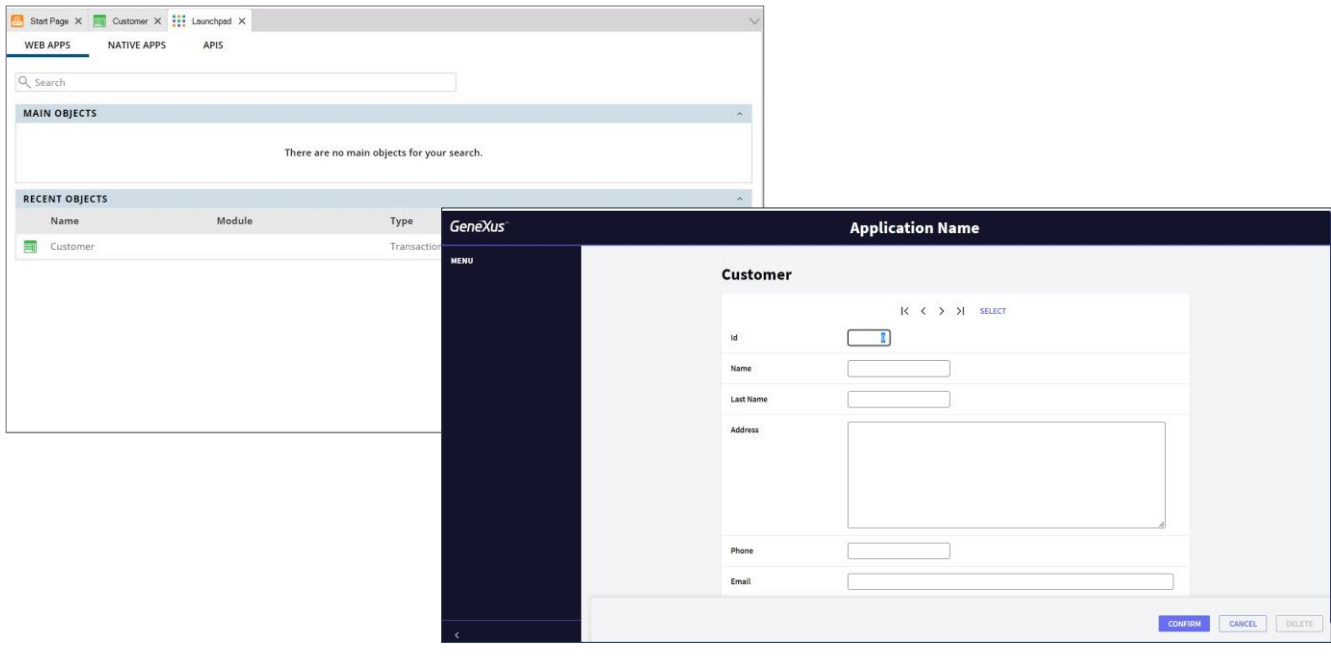 Start Page X Customer X Launchpad X
WEB APPS NATIVE APPS APIS
Search
MAIN OBJECTS
There are no main objects for your search.
RECENT OBJECTS
Name Module Type
Customer Transaction
GeneXus™ Application Name
MENU
Customer
SELECT
Id 0
Name
Last Name
Address
Phone
Email
CONFIRM CANCEL DELETE